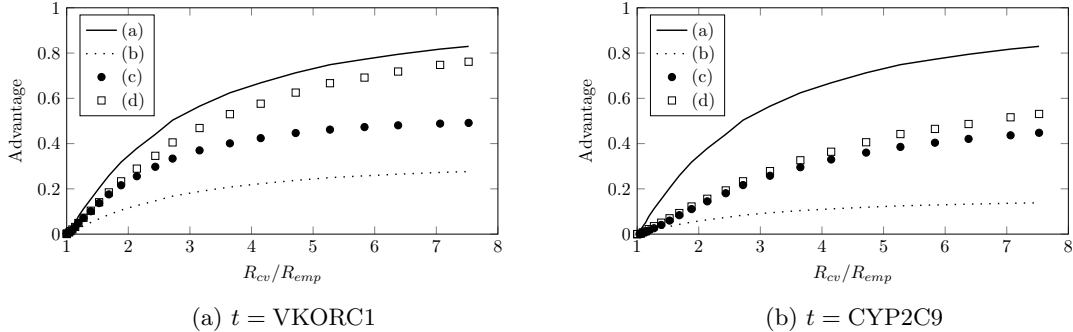 1
0.8
0.6
0.4
0.2
0
Advantage
(a)
(b)
(c)
(d)
1 2 3 4 5 6 7 8
R_cv/R_emp
(a) t = VKORC1
1
0.8
0.6
0.4
0.2
0
Advantage
(a)
(b)
(c)
(d)
1 2 3 4 5 6 7 8
R_cv/R_emp
(b) t = CYP2C9